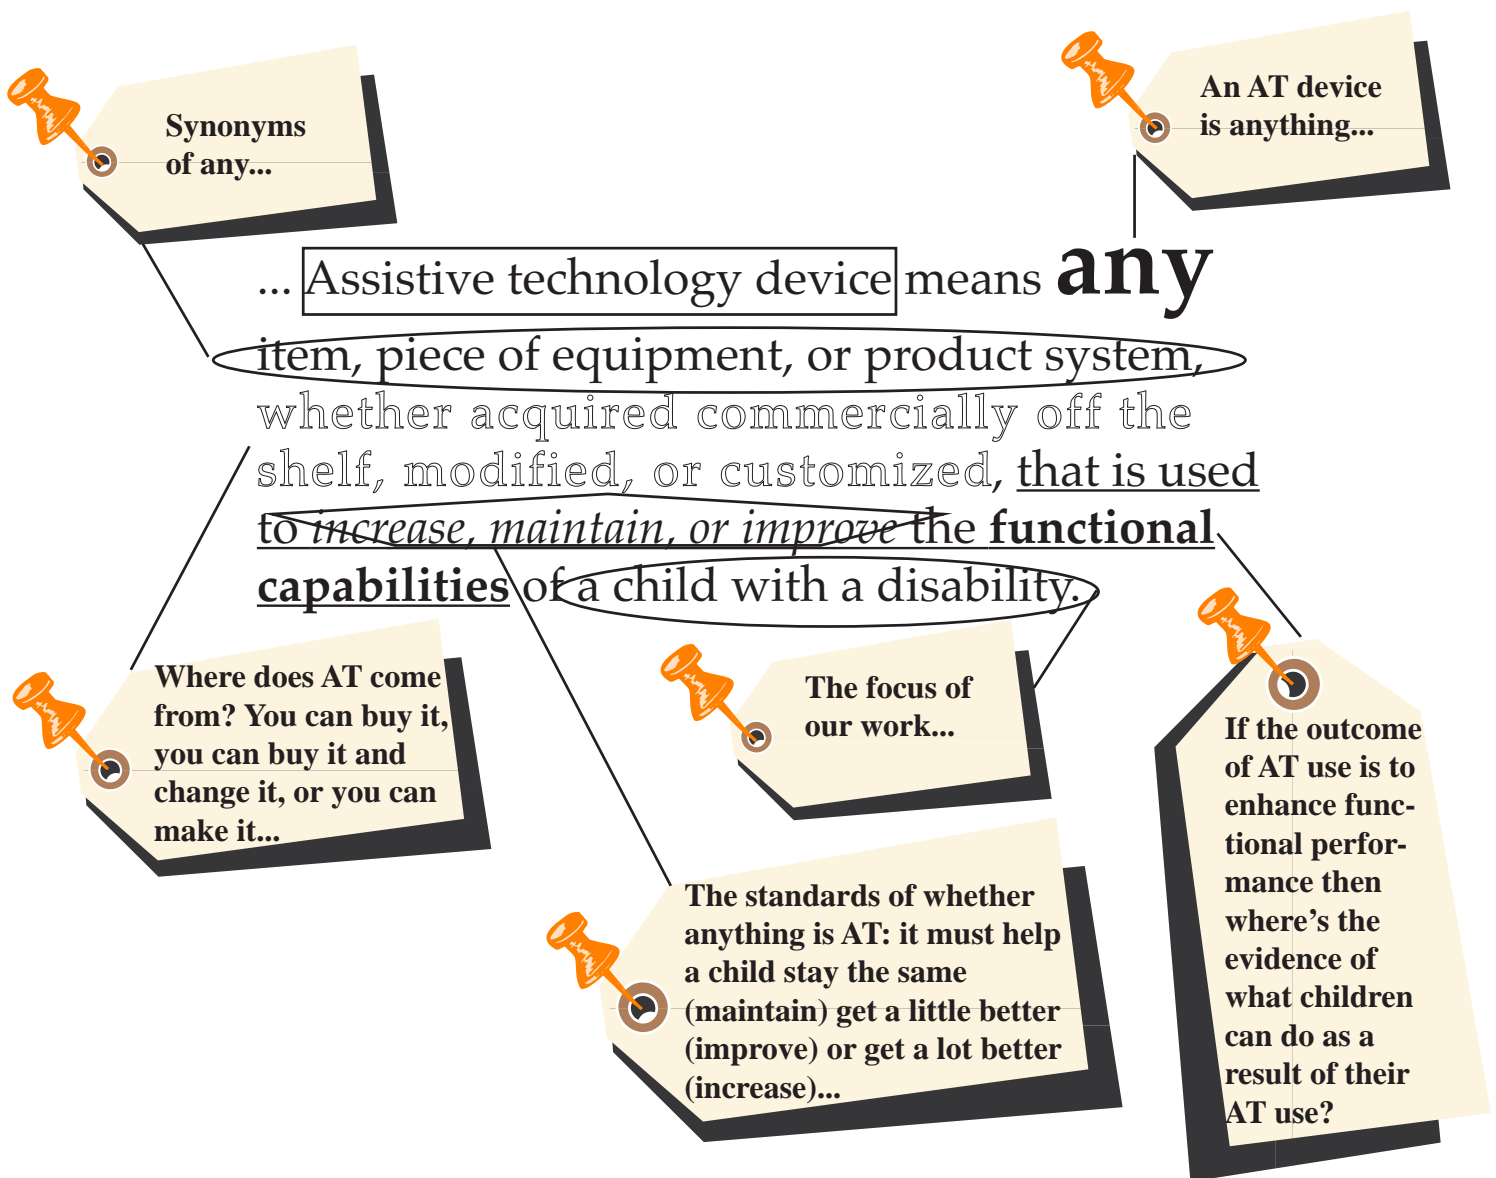 Synonyms
of any...
An AT device
is anything...
... Assistive technology device means any
item, piece of equipment, or product system,
whether acquired commercially off the
shelf, modified, or customized, that is used
to increase, maintain, or improve the functional
capabilities of a child with a disability.
Where does AT come
from? You can buy it,
you can buy it and
change it, or you can
make it...
The focus of
our work...
The standards of whether
anything is AT: it must help
a child stay the same
(maintain) get a little better
(improve) or get a lot better
(increase)...
If the outcome
of AT use is to
enhance func-
tional perfor-
mance then
where’s the
evidence of
what children
can do as a
result of their
AT use?